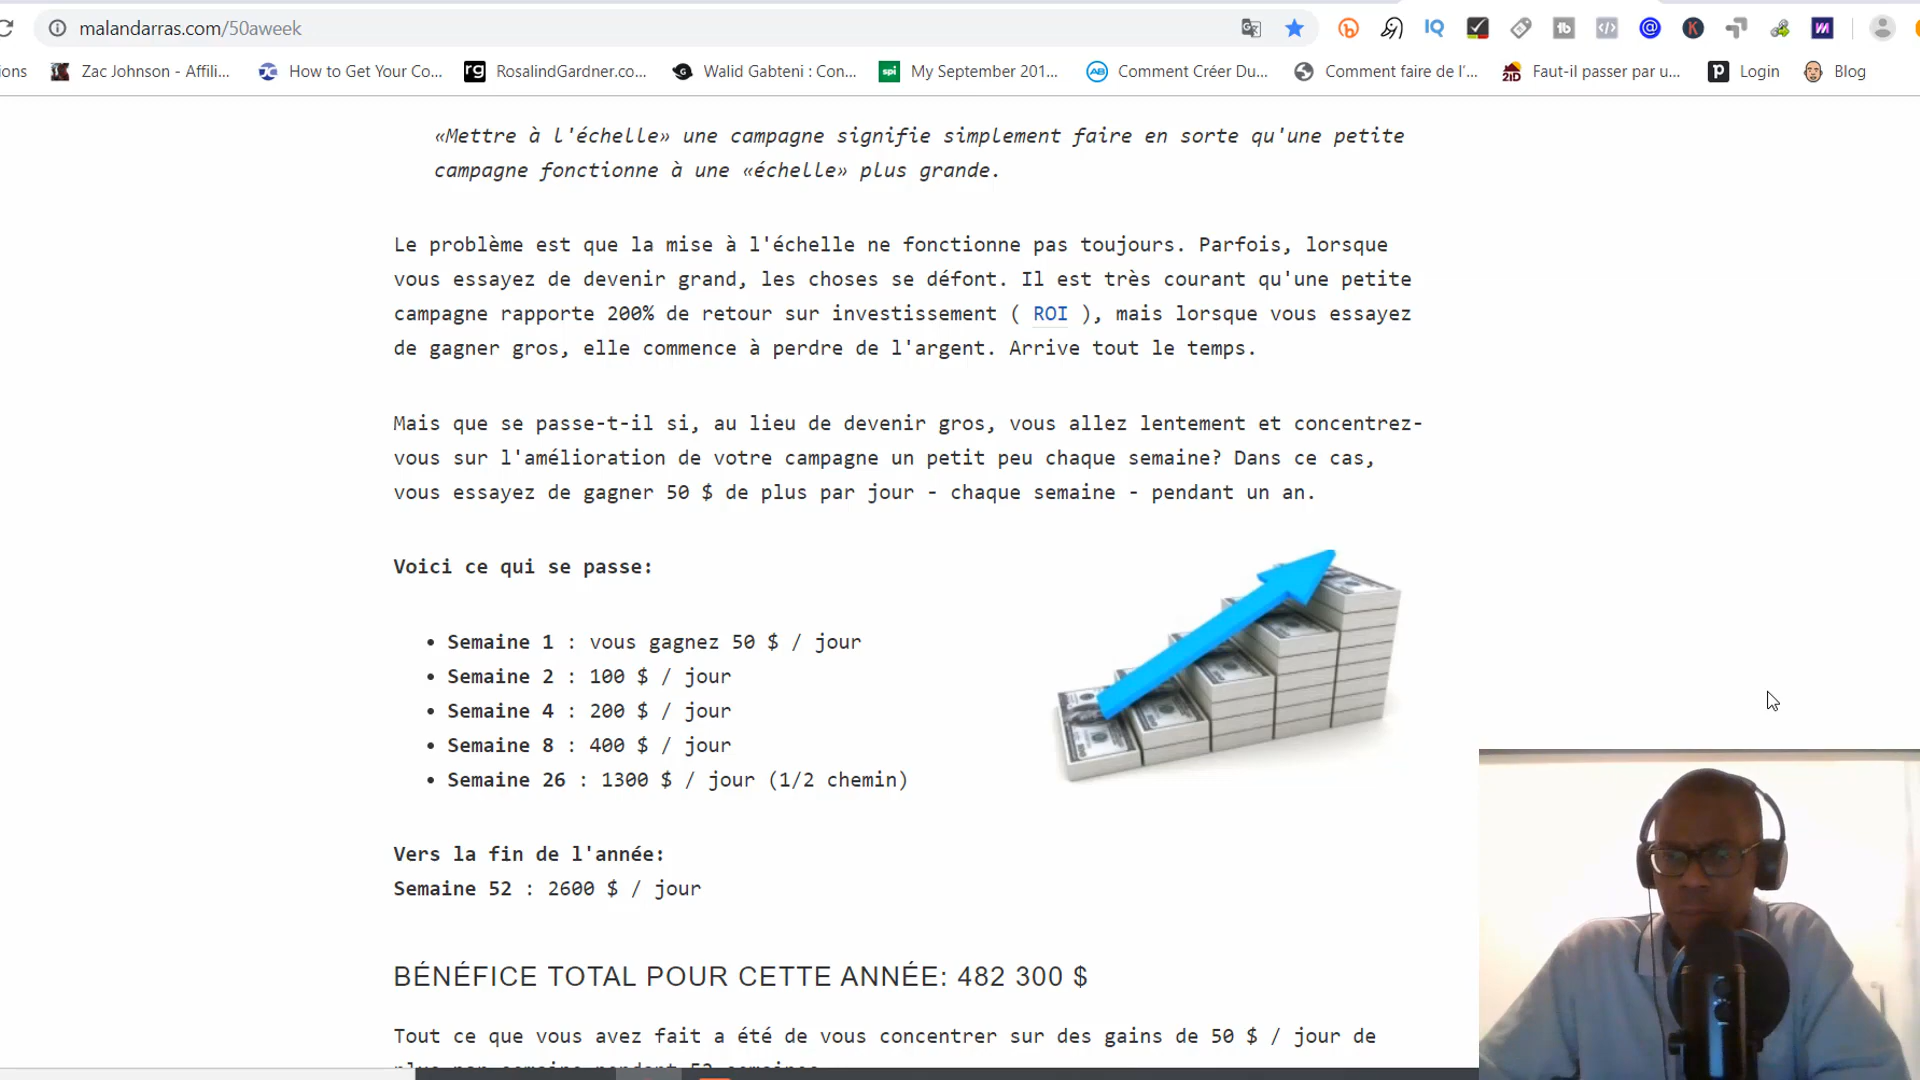 malandarras.com/50aweek
ions Zac Johnson - Affili... How to Get Your Co... RosalindGardner.co... Walid Gabteni : Con... My September 201... Comment Créer Du... Comment faire de l'... Faut-il passer par u... Login Blog
«Mettre à l'échelle» une campagne signifie simplement faire en sorte qu'une petite
campagne fonctionne à une «échelle» plus grande.
Le problème est que la mise à l'échelle ne fonctionne pas toujours. Parfois, lorsque
vous essayez de devenir grand, les choses se défont. Il est très courant qu'une petite
campagne rapporte 200% de retour sur investissement ( ROI ), mais lorsque vous essayez
de gagner gros, elle commence à perdre de l'argent. Arrive tout le temps.
Mais que se passe-t-il si, au lieu de devenir gros, vous allez lentement et concentrez-
vous sur l'amélioration de votre campagne un petit peu chaque semaine? Dans ce cas,
vous essayez de gagner 50 $ de plus par jour - chaque semaine - pendant un an.
Voici ce qui se passe:
• Semaine 1 : vous gagnez 50 $ / jour
• Semaine 2 : 100 $ / jour
• Semaine 4 : 200 $ / jour
• Semaine 8 : 400 $ / jour
• Semaine 26 : 1300 $ / jour (1/2 chemin)
Vers la fin de l'année:
Semaine 52 : 2600 $ / jour
BÉNÉFICE TOTAL POUR CETTE ANNÉE: 482 300 $
Tout ce que vous avez fait a été de vous concentrer sur des gains de 50 $ / jour de
plus par semaine pendant 52 semaines